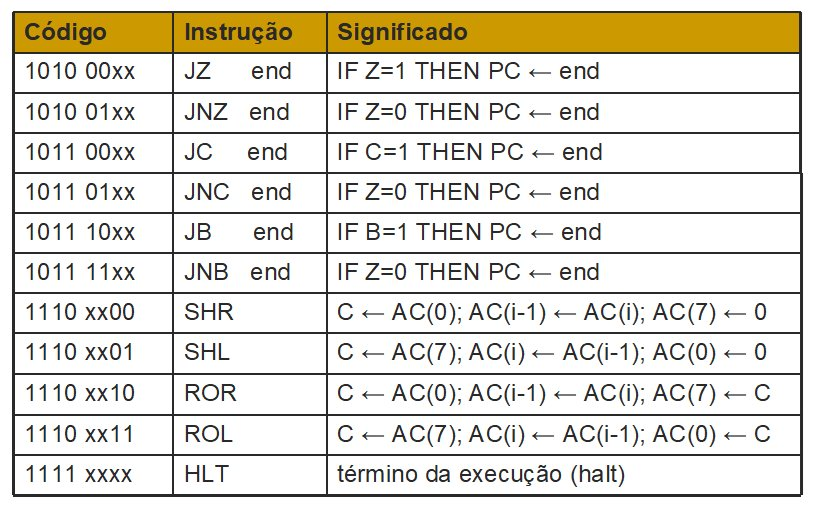 Código Instrução Significado
1010 00xx JZ end IF Z=1 THEN PC ← end
1010 01xx JNZ end IF Z=0 THEN PC ← end
1011 00xx JC end IF C=1 THEN PC ← end
1011 01xx JNC end IF Z=0 THEN PC ← end
1011 10xx JB end IF B=1 THEN PC ← end
1011 11xx JNB end IF Z=0 THEN PC ← end
1110 xx00 SHR C ← AC(0); AC(i-1) ← AC(i); AC(7) ← 0
1110 xx01 SHL C ← AC(7); AC(i) ← AC(i-1); AC(0) ← 0
1110 xx10 ROR C ← AC(0); AC(i-1) ← AC(i); AC(7) ← C
1110 xx11 ROL C ← AC(7); AC(i) ← AC(i-1); AC(0) ← C
1111 xxxx HLT término da execução (halt)